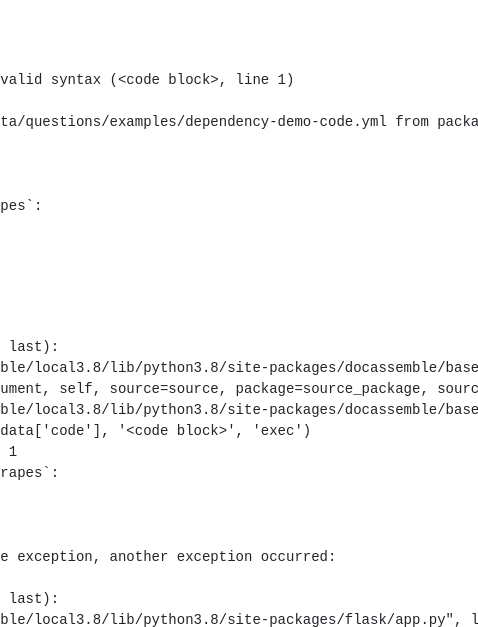 valid syntax (<code block>, line 1)
ta/questions/examples/dependency-demo-code.yml from packa
pes`:
last):
ble/local3.8/lib/python3.8/site-packages/docassemble/base
ument, self, source=source, package=source_package, sourc
ble/local3.8/lib/python3.8/site-packages/docassemble/base
data['code'], '<code block>', 'exec')
1
rapes`:
e exception, another exception occurred:
last):
ble/local3.8/lib/python3.8/site-packages/flask/app.py", l